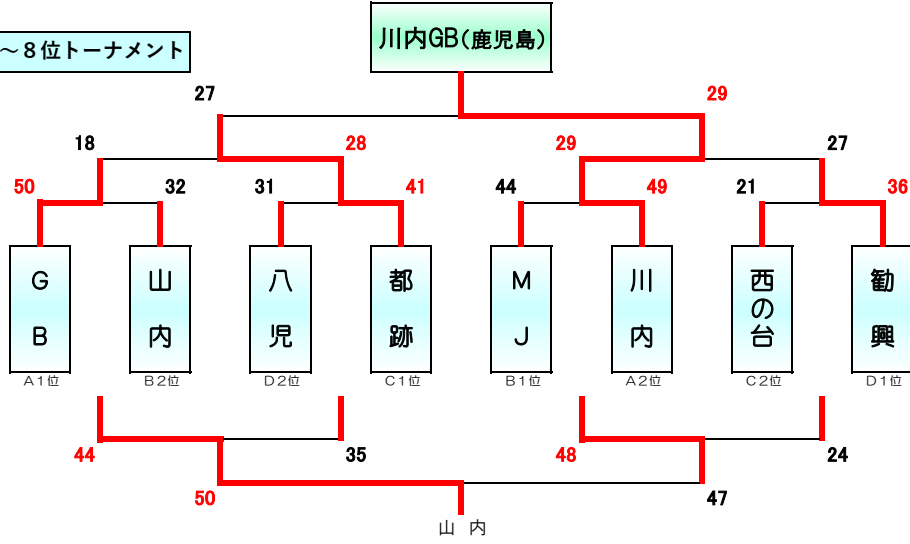 川内GB(鹿児島)
～８位トーナメント
27 29
18 28 29 27
50 32 31 41 44 49 21 36
GB 山内 八児 都跡 MJ 川内 西の台 勧興
A1位 B2位 D2位 C1位 B1位 A2位 C2位 D1位
44 35 48 24
50 47
山内